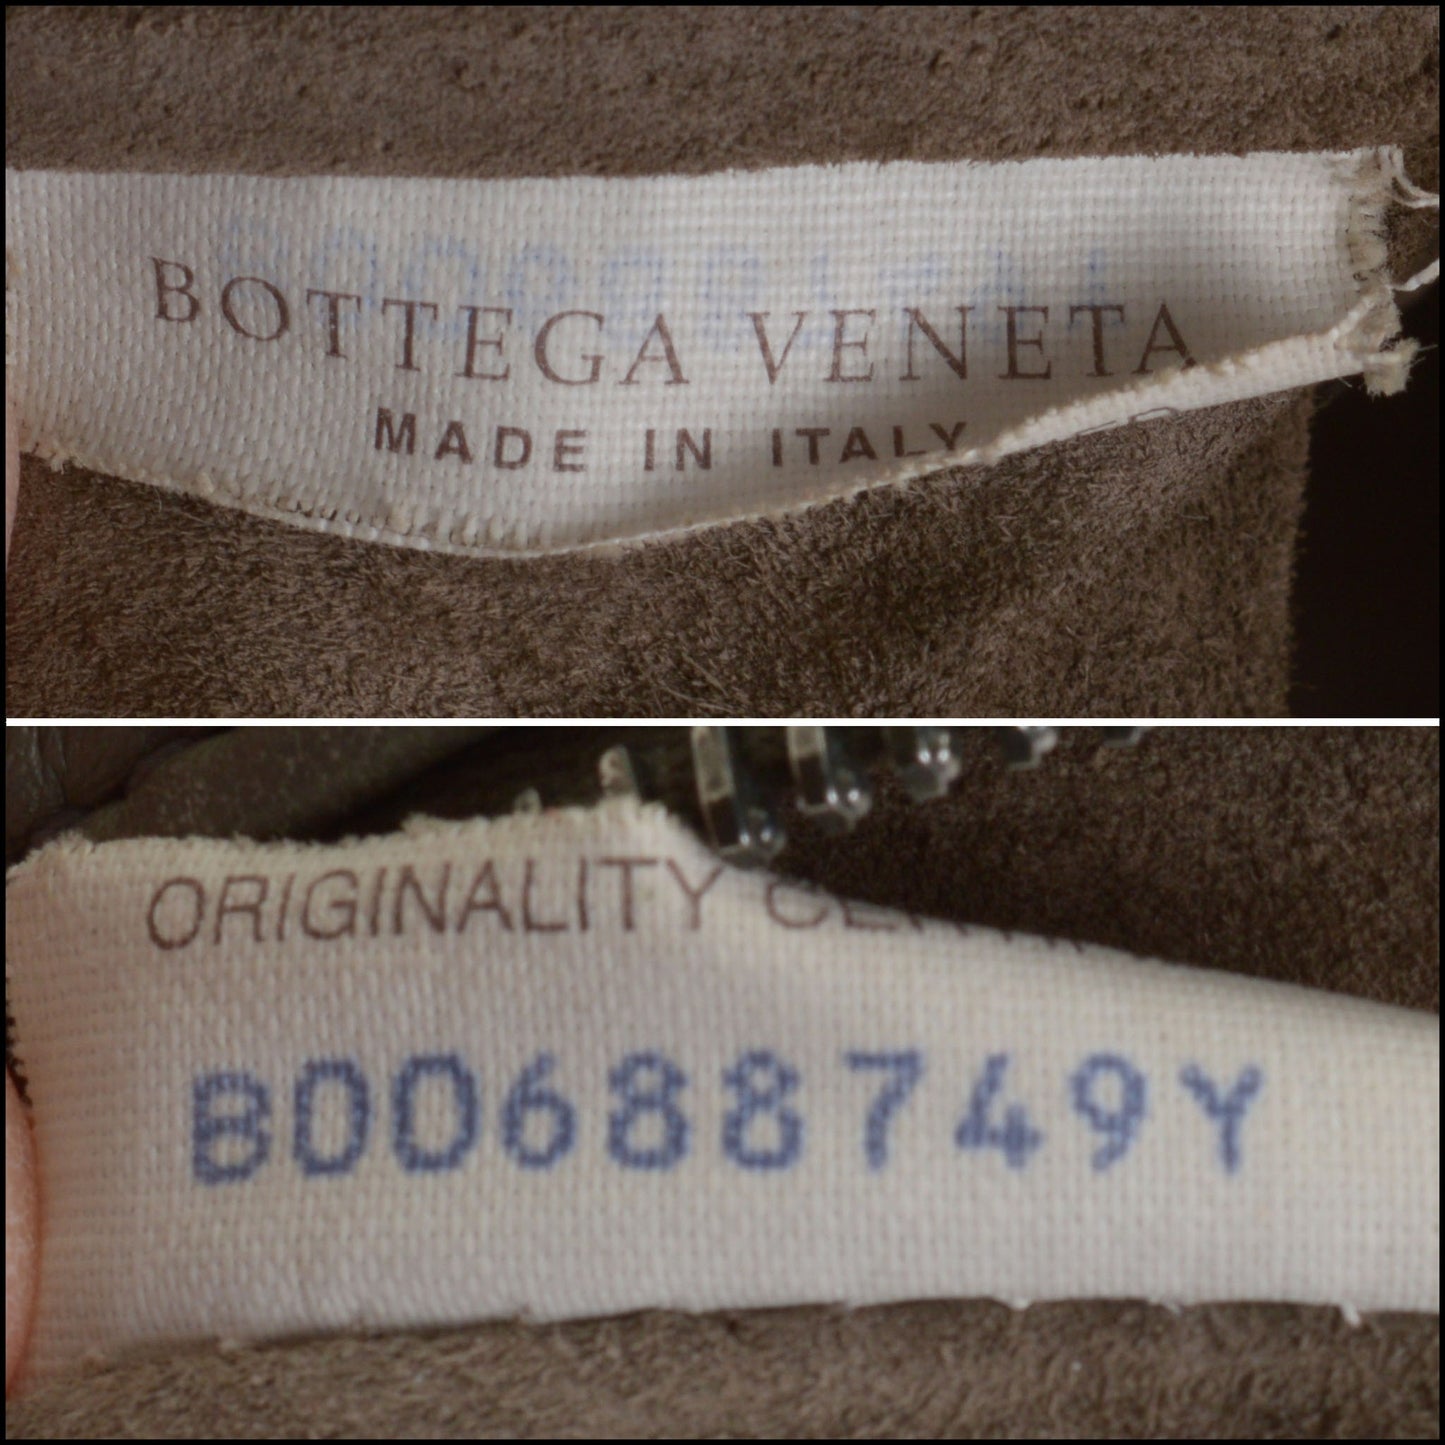 BOTTEGA VENETA
MADE IN ITALY
ORIGINALITY
B00688749Y